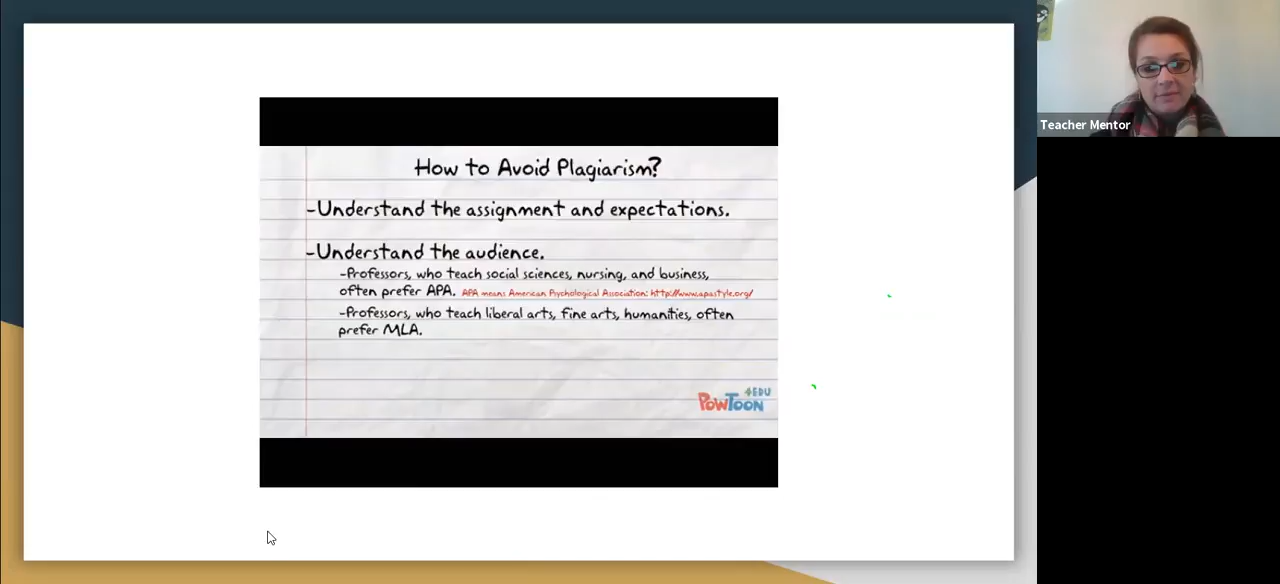 How to Avoid Plagiarism?
-Understand the assignment and expectations.
-Understand the audience.
-Professors, who teach social sciences, nursing, and business,
often prefer APA. APA means American Psychological Association: http://www.apastyle.org/
-Professors, who teach liberal arts, fine arts, humanities, often
prefer MLA.
4EDU
PowToon
Teacher Mentor